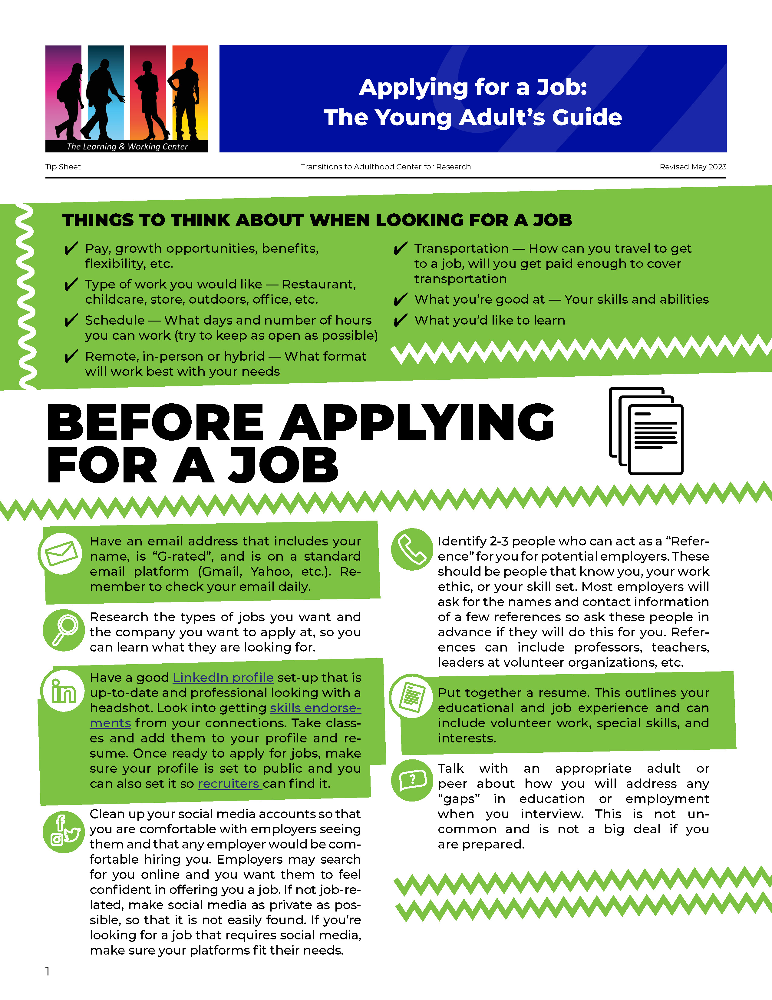 The Learning & Working Center
Applying for a Job:
The Young Adult’s Guide
Tip Sheet
Transitions to Adulthood Center for Research
Revised May 2023
THINGS TO THINK ABOUT WHEN LOOKING FOR A JOB
✔ Pay, growth opportunities, benefits,
flexibility, etc.
✔ Type of work you would like — Restaurant,
childcare, store, outdoors, office, etc.
✔ Schedule — What days and number of hours
you can work (try to keep as open as possible)
✔ Remote, in-person or hybrid — What format
will work best with your needs
✔ Transportation — How can you travel to get
to a job, will you get paid enough to cover
transportation
✔ What you’re good at — Your skills and abilities
✔ What you’d like to learn
BEFORE APPLYING
FOR A JOB
Have an email address that includes your
name, is “G-rated”, and is on a standard
email platform (Gmail, Yahoo, etc.). Re-
member to check your email daily.
Research the types of jobs you want and
the company you want to apply at, so you
can learn what they are looking for.
in
Have a good LinkedIn profile set-up that is
up-to-date and professional looking with a
headshot. Look into getting skills endorse-
ments from your connections. Take class-
es and add them to your profile and re-
sume. Once ready to apply for jobs, make
sure your profile is set to public and you
can also set it so recruiters can find it.
f
Clean up your social media accounts so that
you are comfortable with employers seeing
them and that any employer would be com-
fortable hiring you. Employers may search
for you online and you want them to feel
confident in offering you a job. If not job-re-
lated, make social media as private as pos-
sible, so that it is not easily found. If you’re
looking for a job that requires social media,
make sure your platforms fit their needs.
Identify 2-3 people who can act as a “Refer-
ence” for you for potential employers. These
should be people that know you, your work
ethic, or your skill set. Most employers will
ask for the names and contact information
of a few references so ask these people in
advance if they will do this for you. Refer-
ences can include professors, teachers,
leaders at volunteer organizations, etc.
Put together a resume. This outlines your
educational and job experience and can
include volunteer work, special skills, and
interests.
?
Talk with an appropriate adult or
peer about how you will address any
“gaps” in education or employment
when you interview. This is not un-
common and is not a big deal if you
are prepared.
1